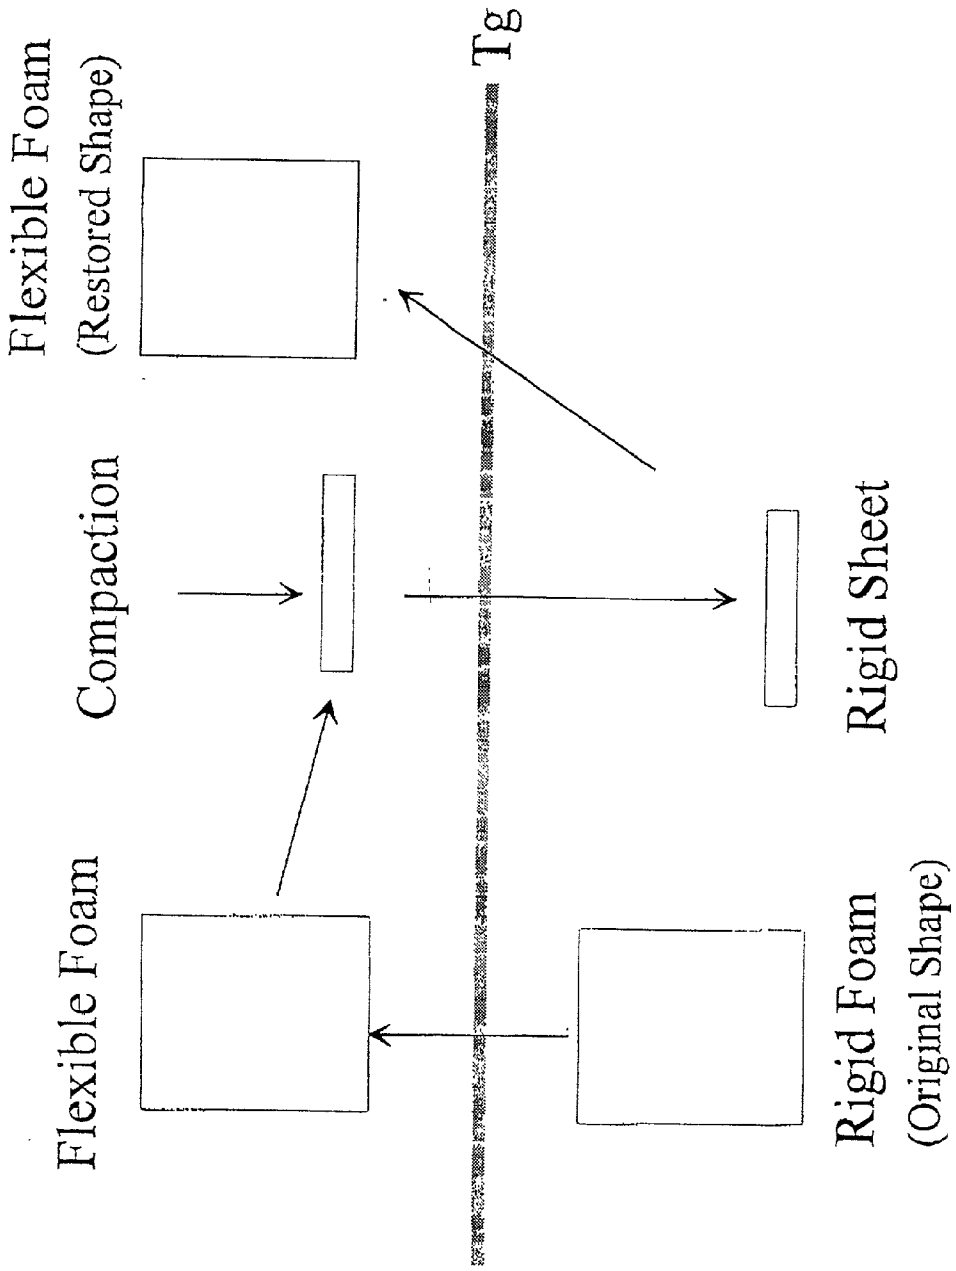 Flexible Foam
Compaction
Flexible Foam
(Restored Shape)
Tg
Rigid Foam
(Original Shape)
Rigid Sheet